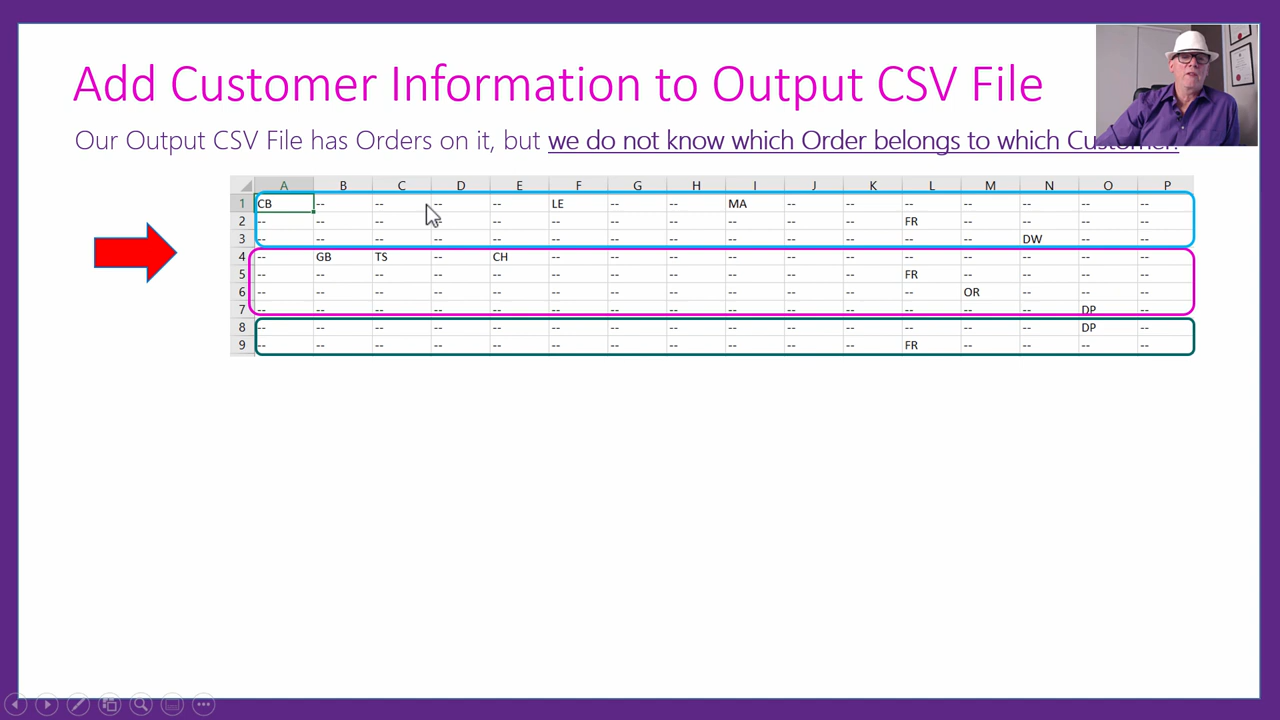 Add Customer Information to Output CSV File
Our Output CSV File has Orders on it, but we do not know which Order belongs to which Customer.
A B C D E F G H I J K L M N O P
1 CB -- -- -- -- LE -- -- MA -- -- -- -- -- -- --
2 -- -- -- -- -- -- -- -- -- -- -- FR -- -- -- --
3 -- -- -- -- -- -- -- -- -- -- -- -- -- DW -- --
4 -- GB TS -- CH -- -- -- -- -- -- -- -- -- -- --
5 -- -- -- -- -- -- -- -- -- -- -- FR -- -- -- --
6 -- -- -- -- -- -- -- -- -- -- -- -- OR -- -- --
7 -- -- -- -- -- -- -- -- -- -- -- -- -- -- DP --
8 -- -- -- -- -- -- -- -- -- -- -- -- -- -- DP --
9 -- -- -- -- -- -- -- -- -- -- -- FR -- -- -- --